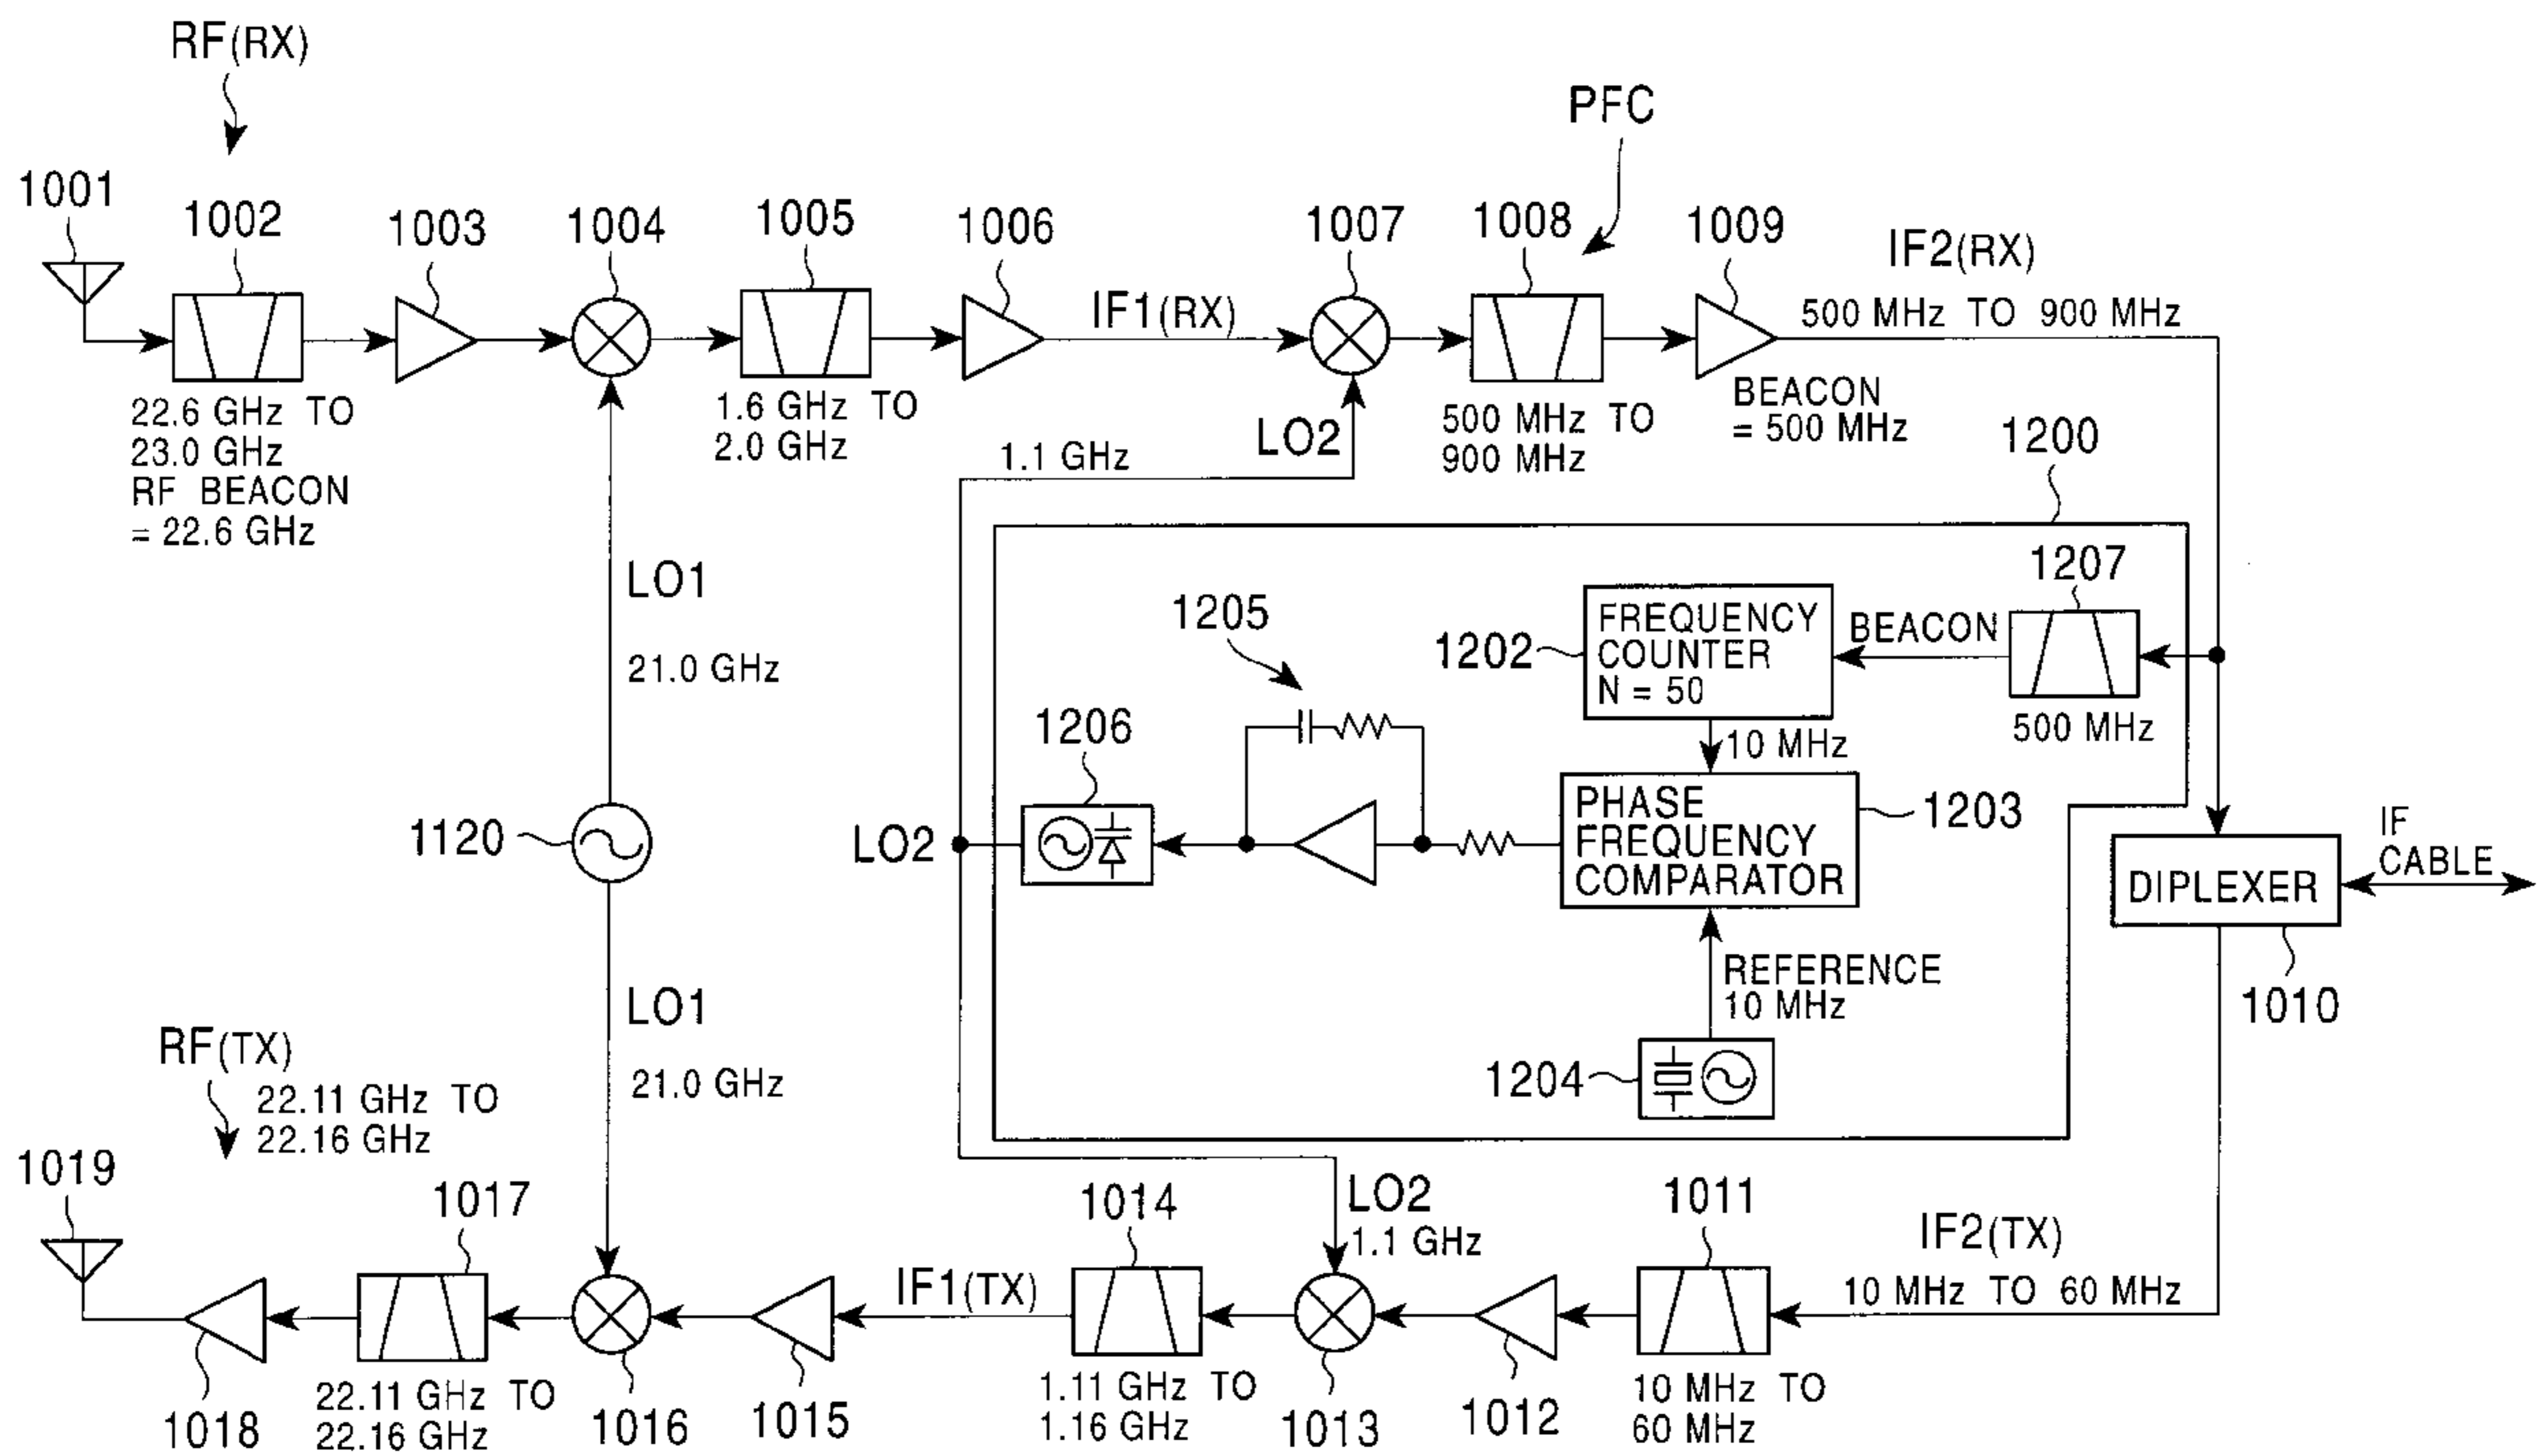 RF(RX)
PFC
1001
1002
1003
1004
1005
1006
1007
1008
1009
IF2(RX)
IF1(RX)
500 MHz TO 900 MHz
22.6 GHz TO
23.0 GHz
RF BEACON
= 22.6 GHz
1.6 GHz TO
2.0 GHz
1.1 GHz
LO2
500 MHz TO
900 MHz
BEACON
= 500 MHz
1200
LO1
21.0 GHz
1205
1202
FREQUENCY
COUNTER
N = 50
BEACON
1207
500 MHz
10 MHz
1206
1120
LO2
PHASE
FREQUENCY
COMPARATOR
1203
IF
CABLE
DIPLEXER
1010
REFERENCE
10 MHz
1204
LO1
21.0 GHz
RF(TX)
22.11 GHz TO
22.16 GHz
1019
1017
1014
LO2
1.1 GHz
1011
IF2(TX)
10 MHz TO 60 MHz
IF1(TX)
1018
22.11 GHz TO
22.16 GHz
1016
1015
1.11 GHz TO
1.16 GHz
1013
1012
10 MHz TO
60 MHz